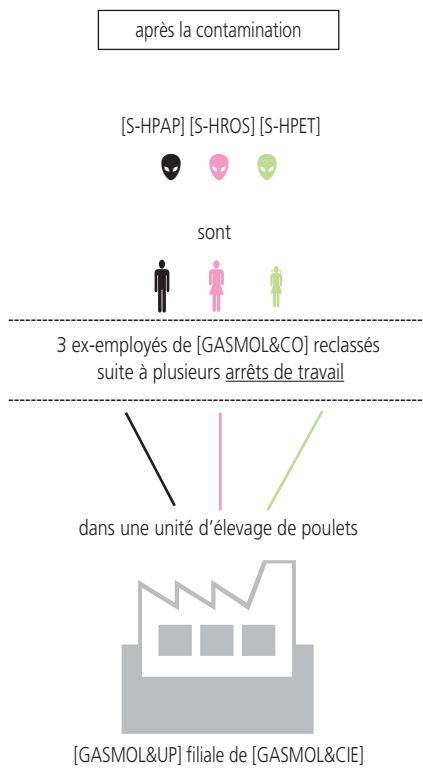 après la contamination
[S-HPAP] [S-HROS] [S-HPET]
sont
3 ex-employés de [GASMOL&CO] reclassés
suite à plusieurs arrêts de travail
dans une unité d’élevage de poulets
[GASMOL&UP] filiale de [GASMOL&CIE]